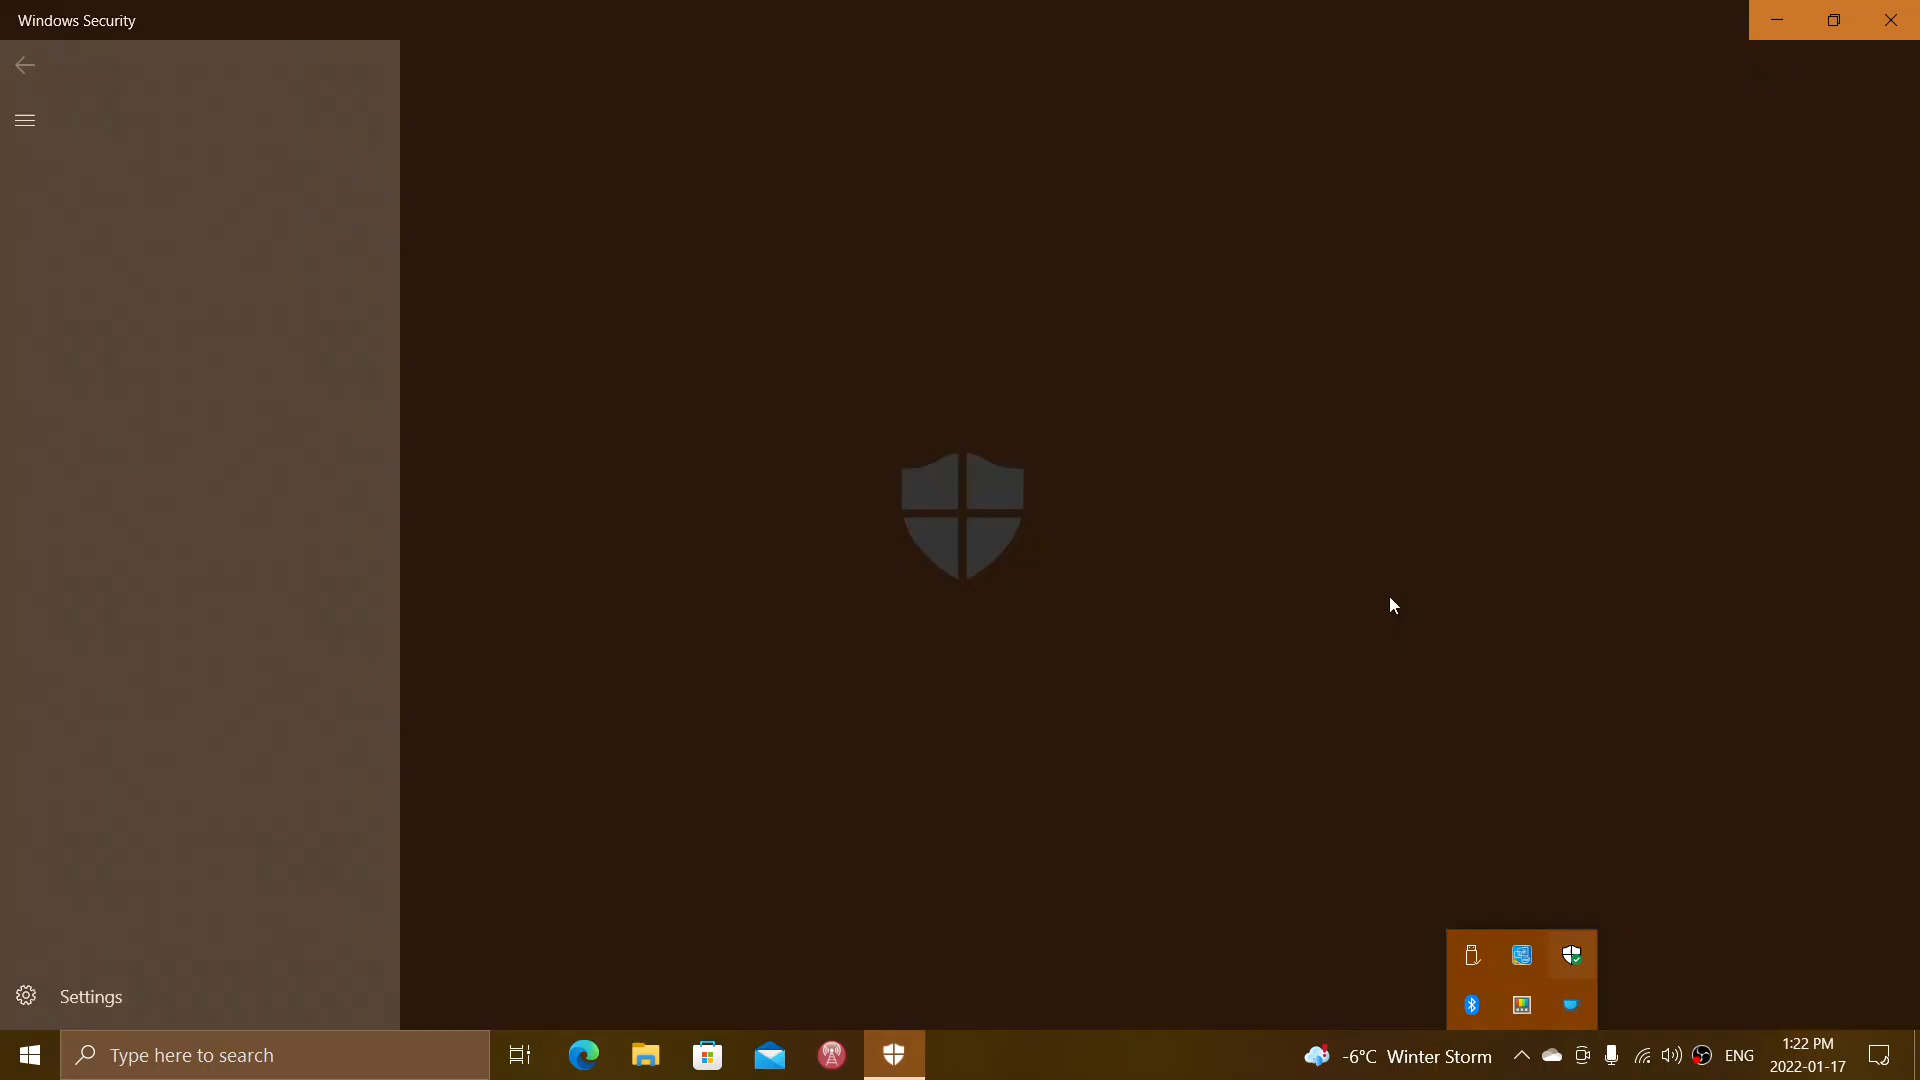 Windows Security
Settings
Type here to search
-6°C Winter Storm
ENG
1:22 PM
2022-01-17